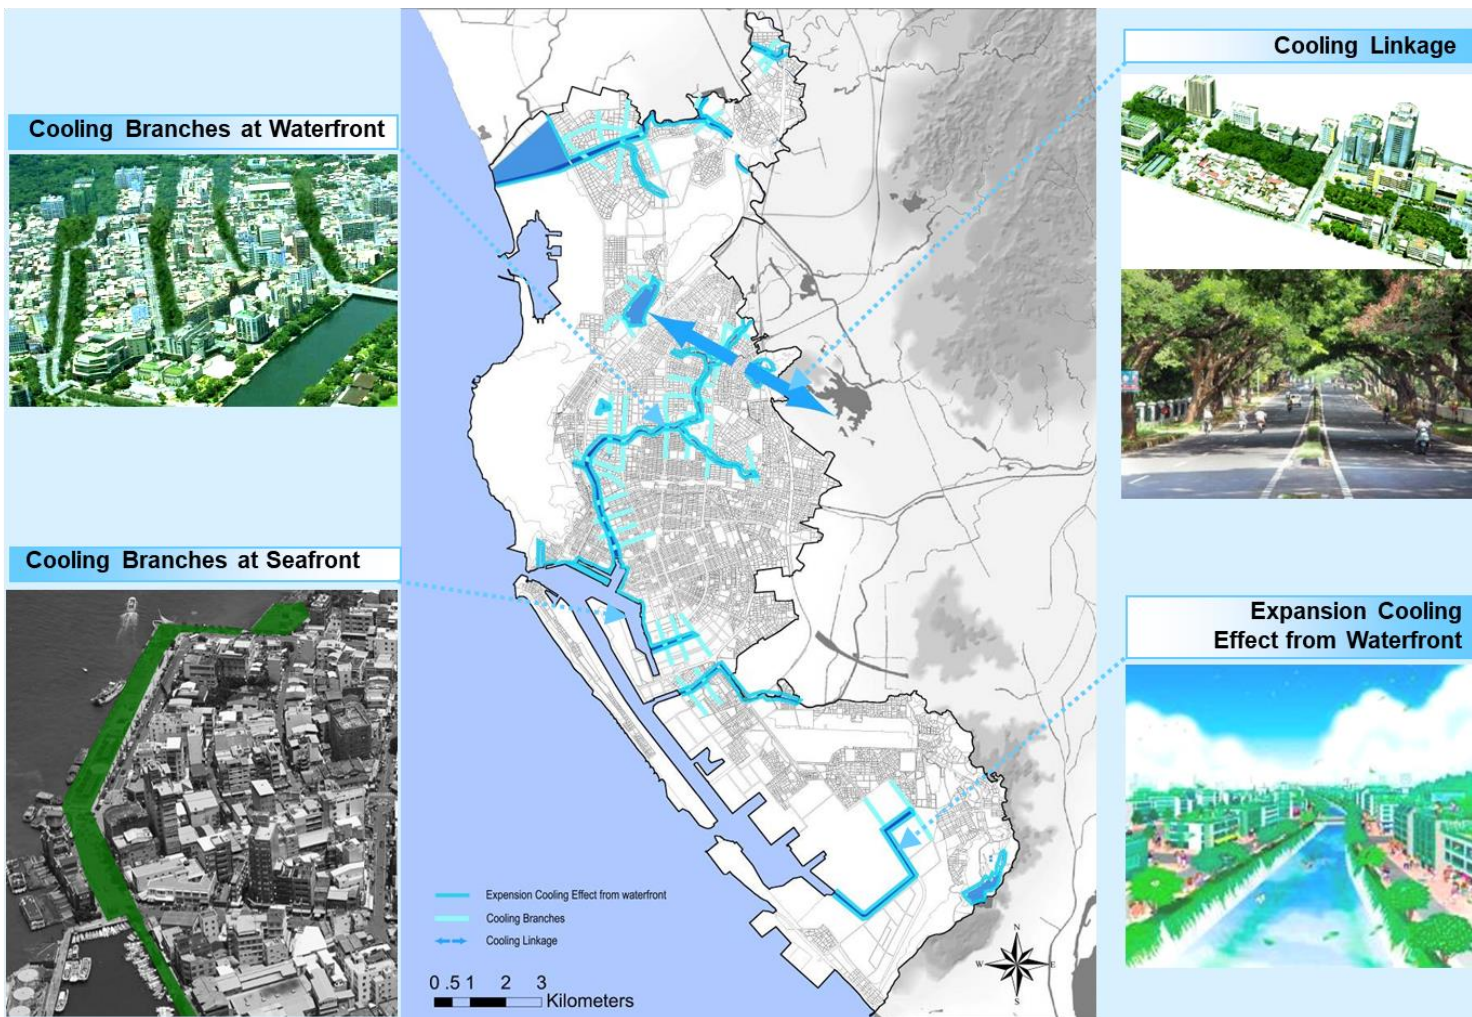 Cooling Linkage
Cooling Branches at Waterfront
Cooling Branches at Seafront
Expansion Cooling
Effect from Waterfront
Expension Cooling Effect from waterfront
Cooling Branches
Cooling Linkage
N
W
E
S
0 .5 1 2 3
Kilometers